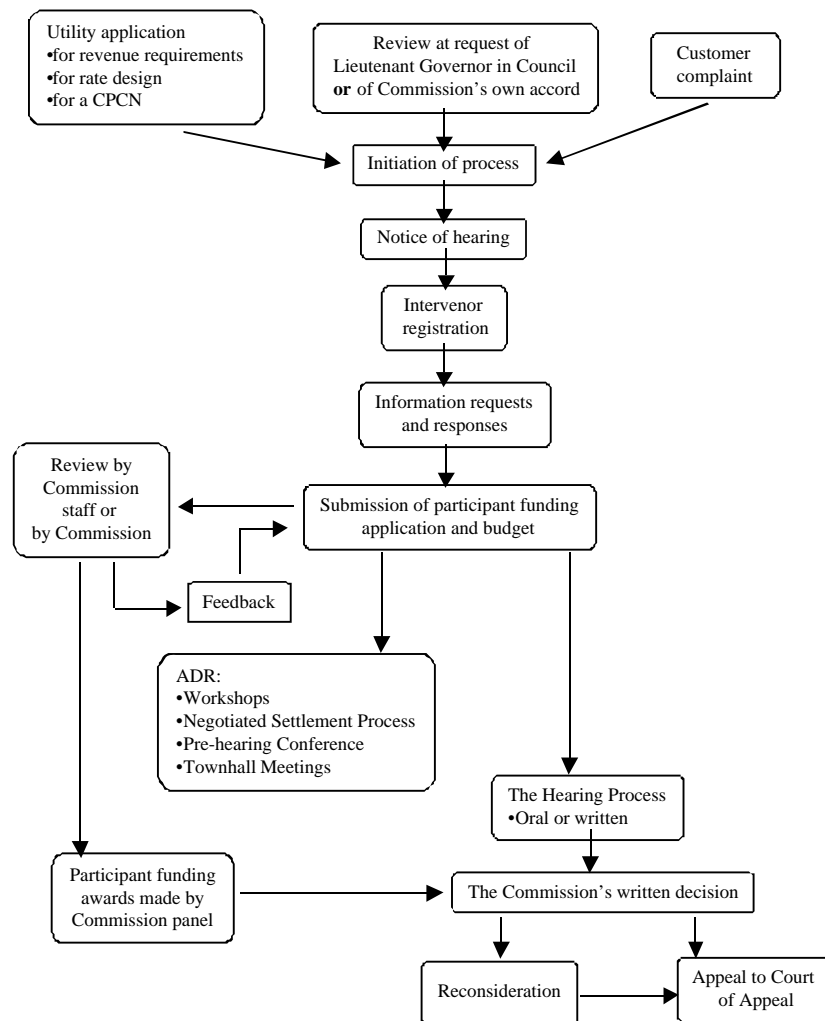 Utility application
•for revenue requirements
•for rate design
•for a CPCN
Review at request of
Lieutenant Governor in Council
or of Commission's own accord
Customer
complaint
Initiation of process
Notice of hearing
Intervenor
registration
Information requests
and responses
Review by
Commission
staff or
by Commission
Submission of participant funding
application and budget
Feedback
ADR:
•Workshops
•Negotiated Settlement Process
•Pre-hearing Conference
•Townhall Meetings
The Hearing Process
•Oral or written
Participant funding
awards made by
Commission panel
The Commission's written decision
Reconsideration
Appeal to Court
of Appeal